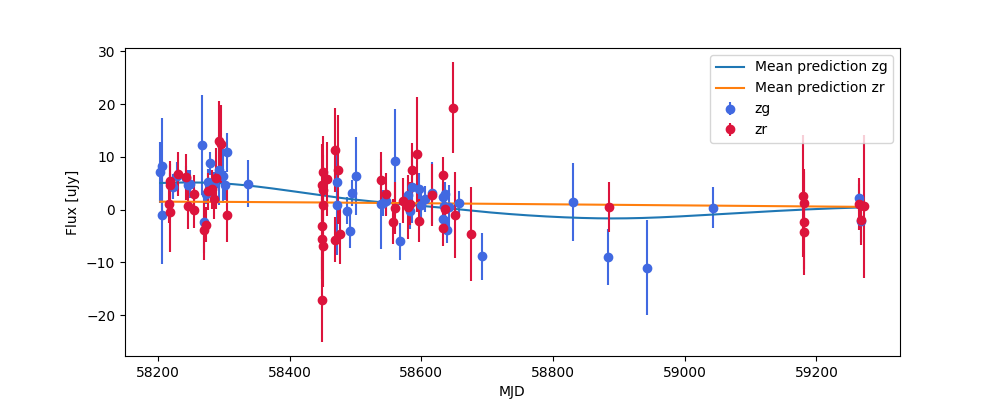 30
20
10
0
−10
−20
Flux [uJy]
58200 58400 58600 58800 59000 59200
MJD
Mean prediction zg
Mean prediction zr
zg
zr